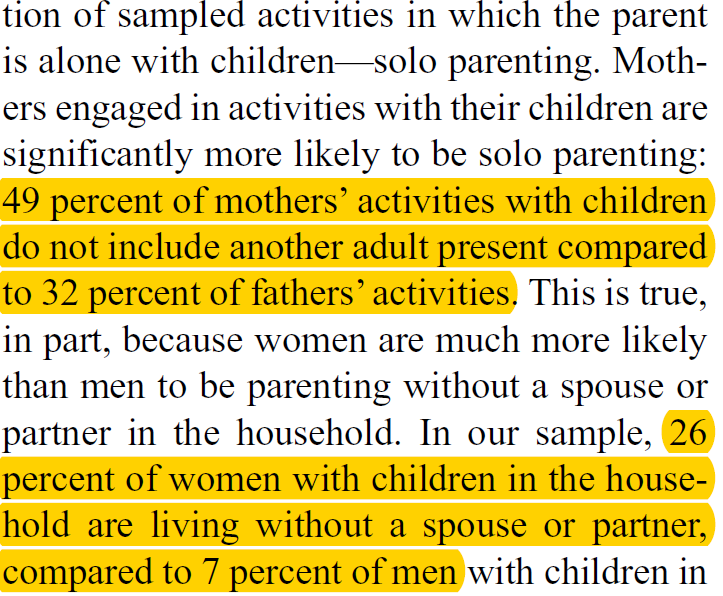 tion of sampled activities in which the parent
is alone with children—solo parenting. Moth-
ers engaged in activities with their children are
significantly more likely to be solo parenting:
49 percent of mothers’ activities with children
do not include another adult present compared
to 32 percent of fathers’ activities. This is true,
in part, because women are much more likely
than men to be parenting without a spouse or
partner in the household. In our sample, 26
percent of women with children in the house-
hold are living without a spouse or partner,
compared to 7 percent of men with children in